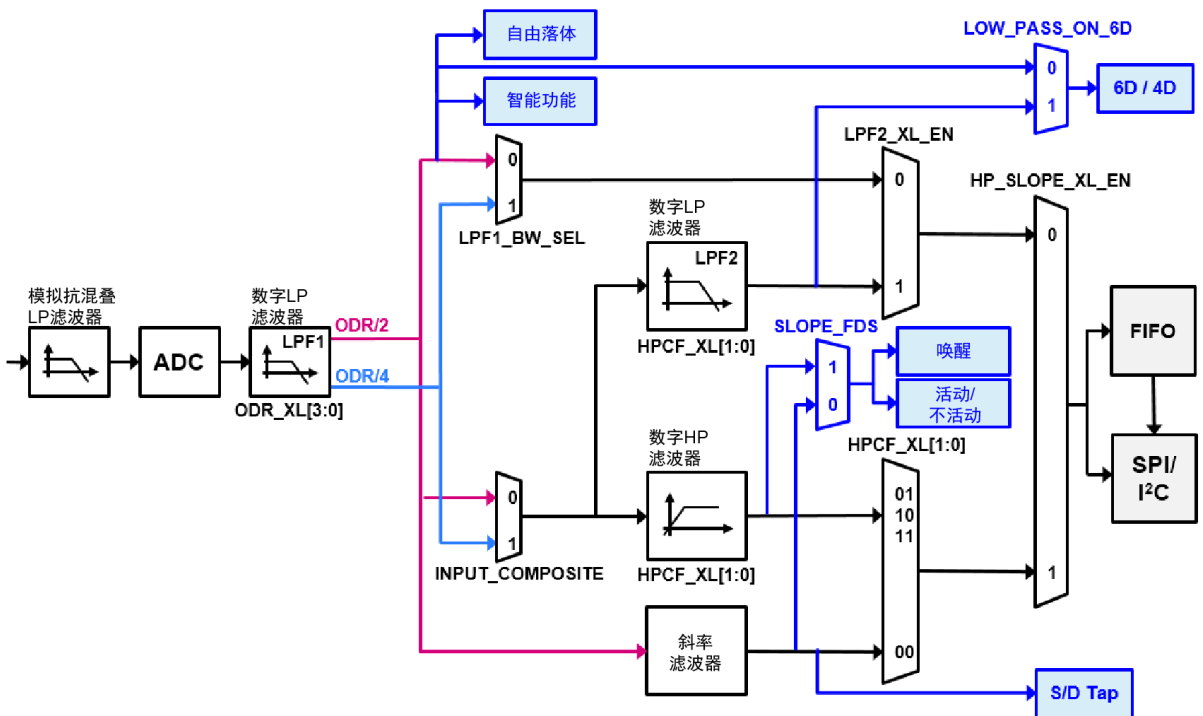 自由落体
智能功能
LOW_PASS_ON_6D
0
1
6D / 4D
LPF1_BW_SEL
0
1
LPF2_XL_EN
0
1
HP_SLOPE_XL_EN
0
1
数字LP
滤波器
LPF2
HPCF_XL[1:0]
模拟抗混叠
LP滤波器
ADC
数字LP
滤波器
LPF1
ODR_XL[3:0]
ODR/2
ODR/4
SLOPE_FDS
1
0
唤醒
活动/
不活动
FIFO
SPI/
I²C
数字HP
滤波器
HPCF_XL[1:0]
HPCF_XL[1:0]
01
10
11
00
0
1
INPUT_COMPOSITE
斜率
滤波器
S/D Tap